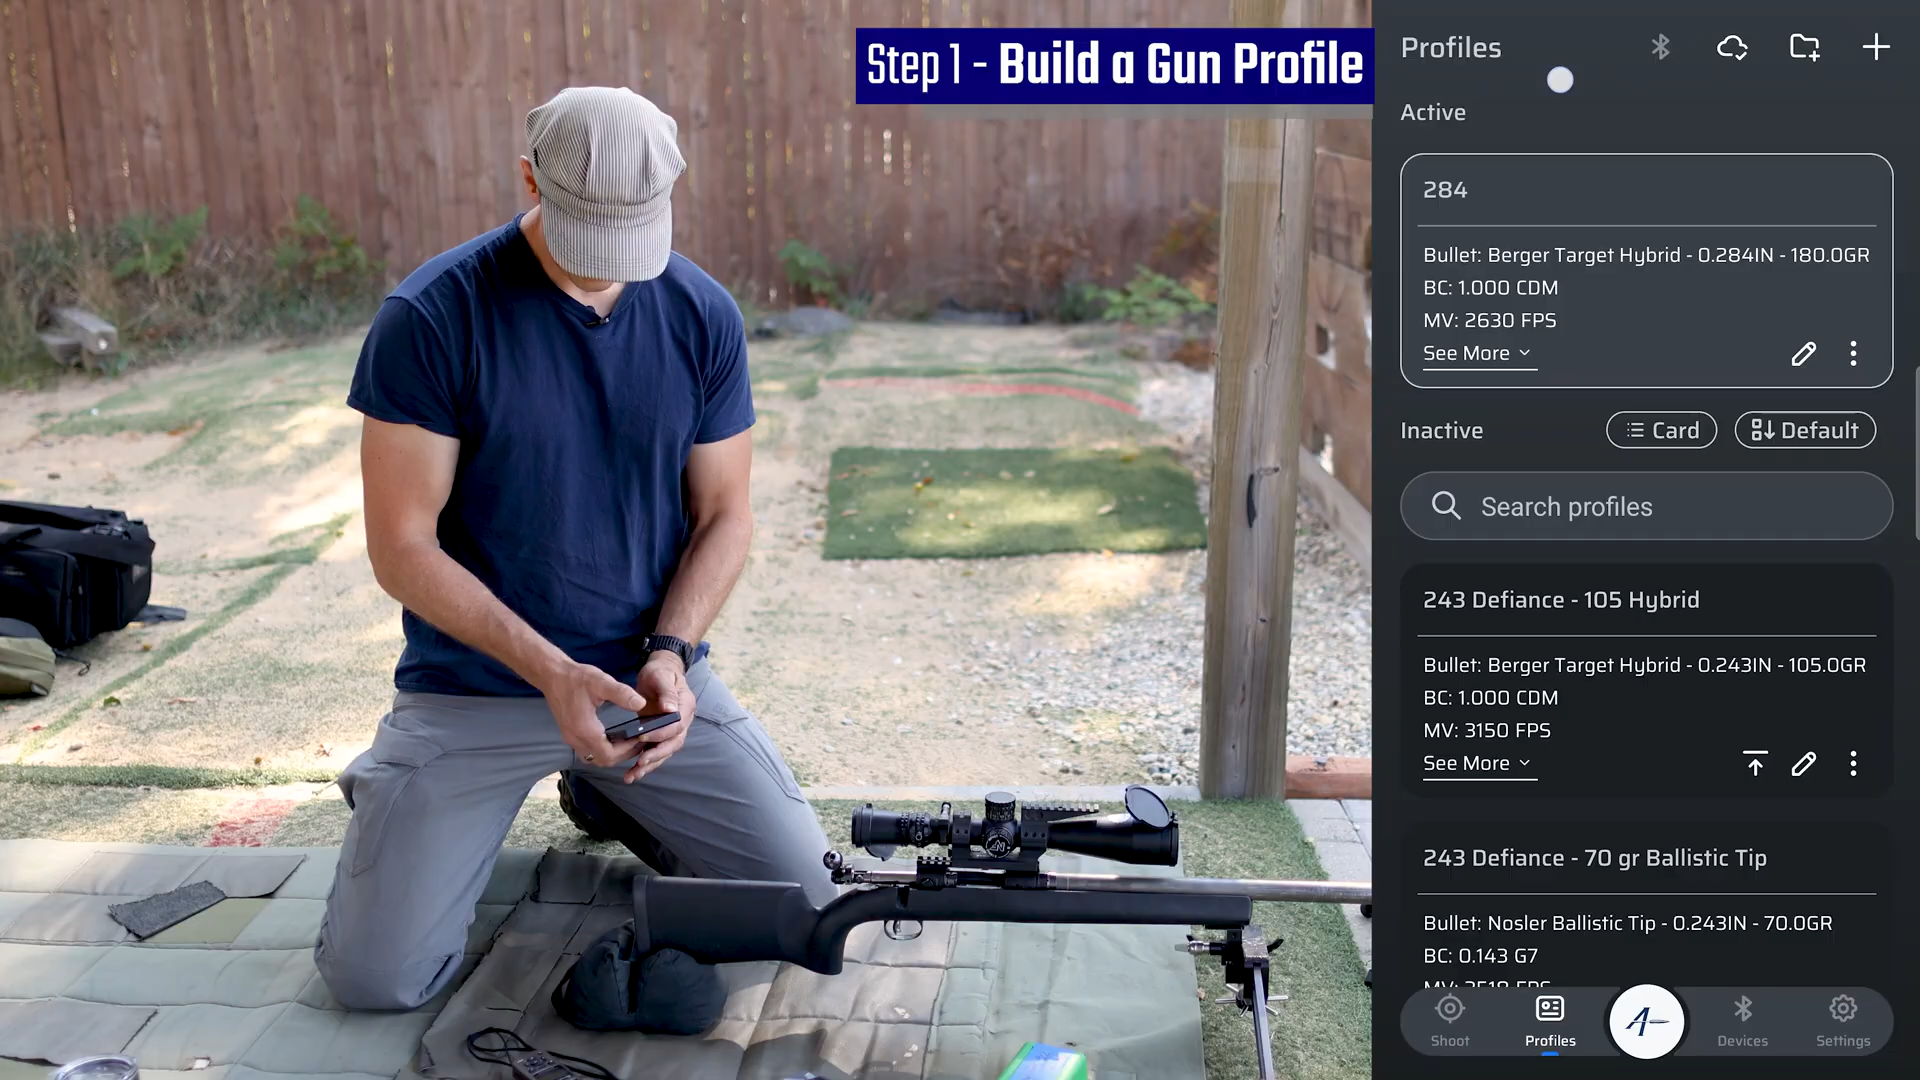 Step 1 - Build a Gun Profile
Profiles
Active
284
Bullet: Berger Target Hybrid - 0.284IN - 180.0GR
BC: 1.000 CDM
MV: 2630 FPS
See More
Inactive
Card
Default
Search profiles
243 Defiance - 105 Hybrid
Bullet: Berger Target Hybrid - 0.243IN - 105.0GR
BC: 1.000 CDM
MV: 3150 FPS
See More
243 Defiance - 70 gr Ballistic Tip
Bullet: Nosler Ballistic Tip - 0.243IN - 70.0GR
BC: 0.143 G7
Shoot
Profiles
A
Devices
Settings